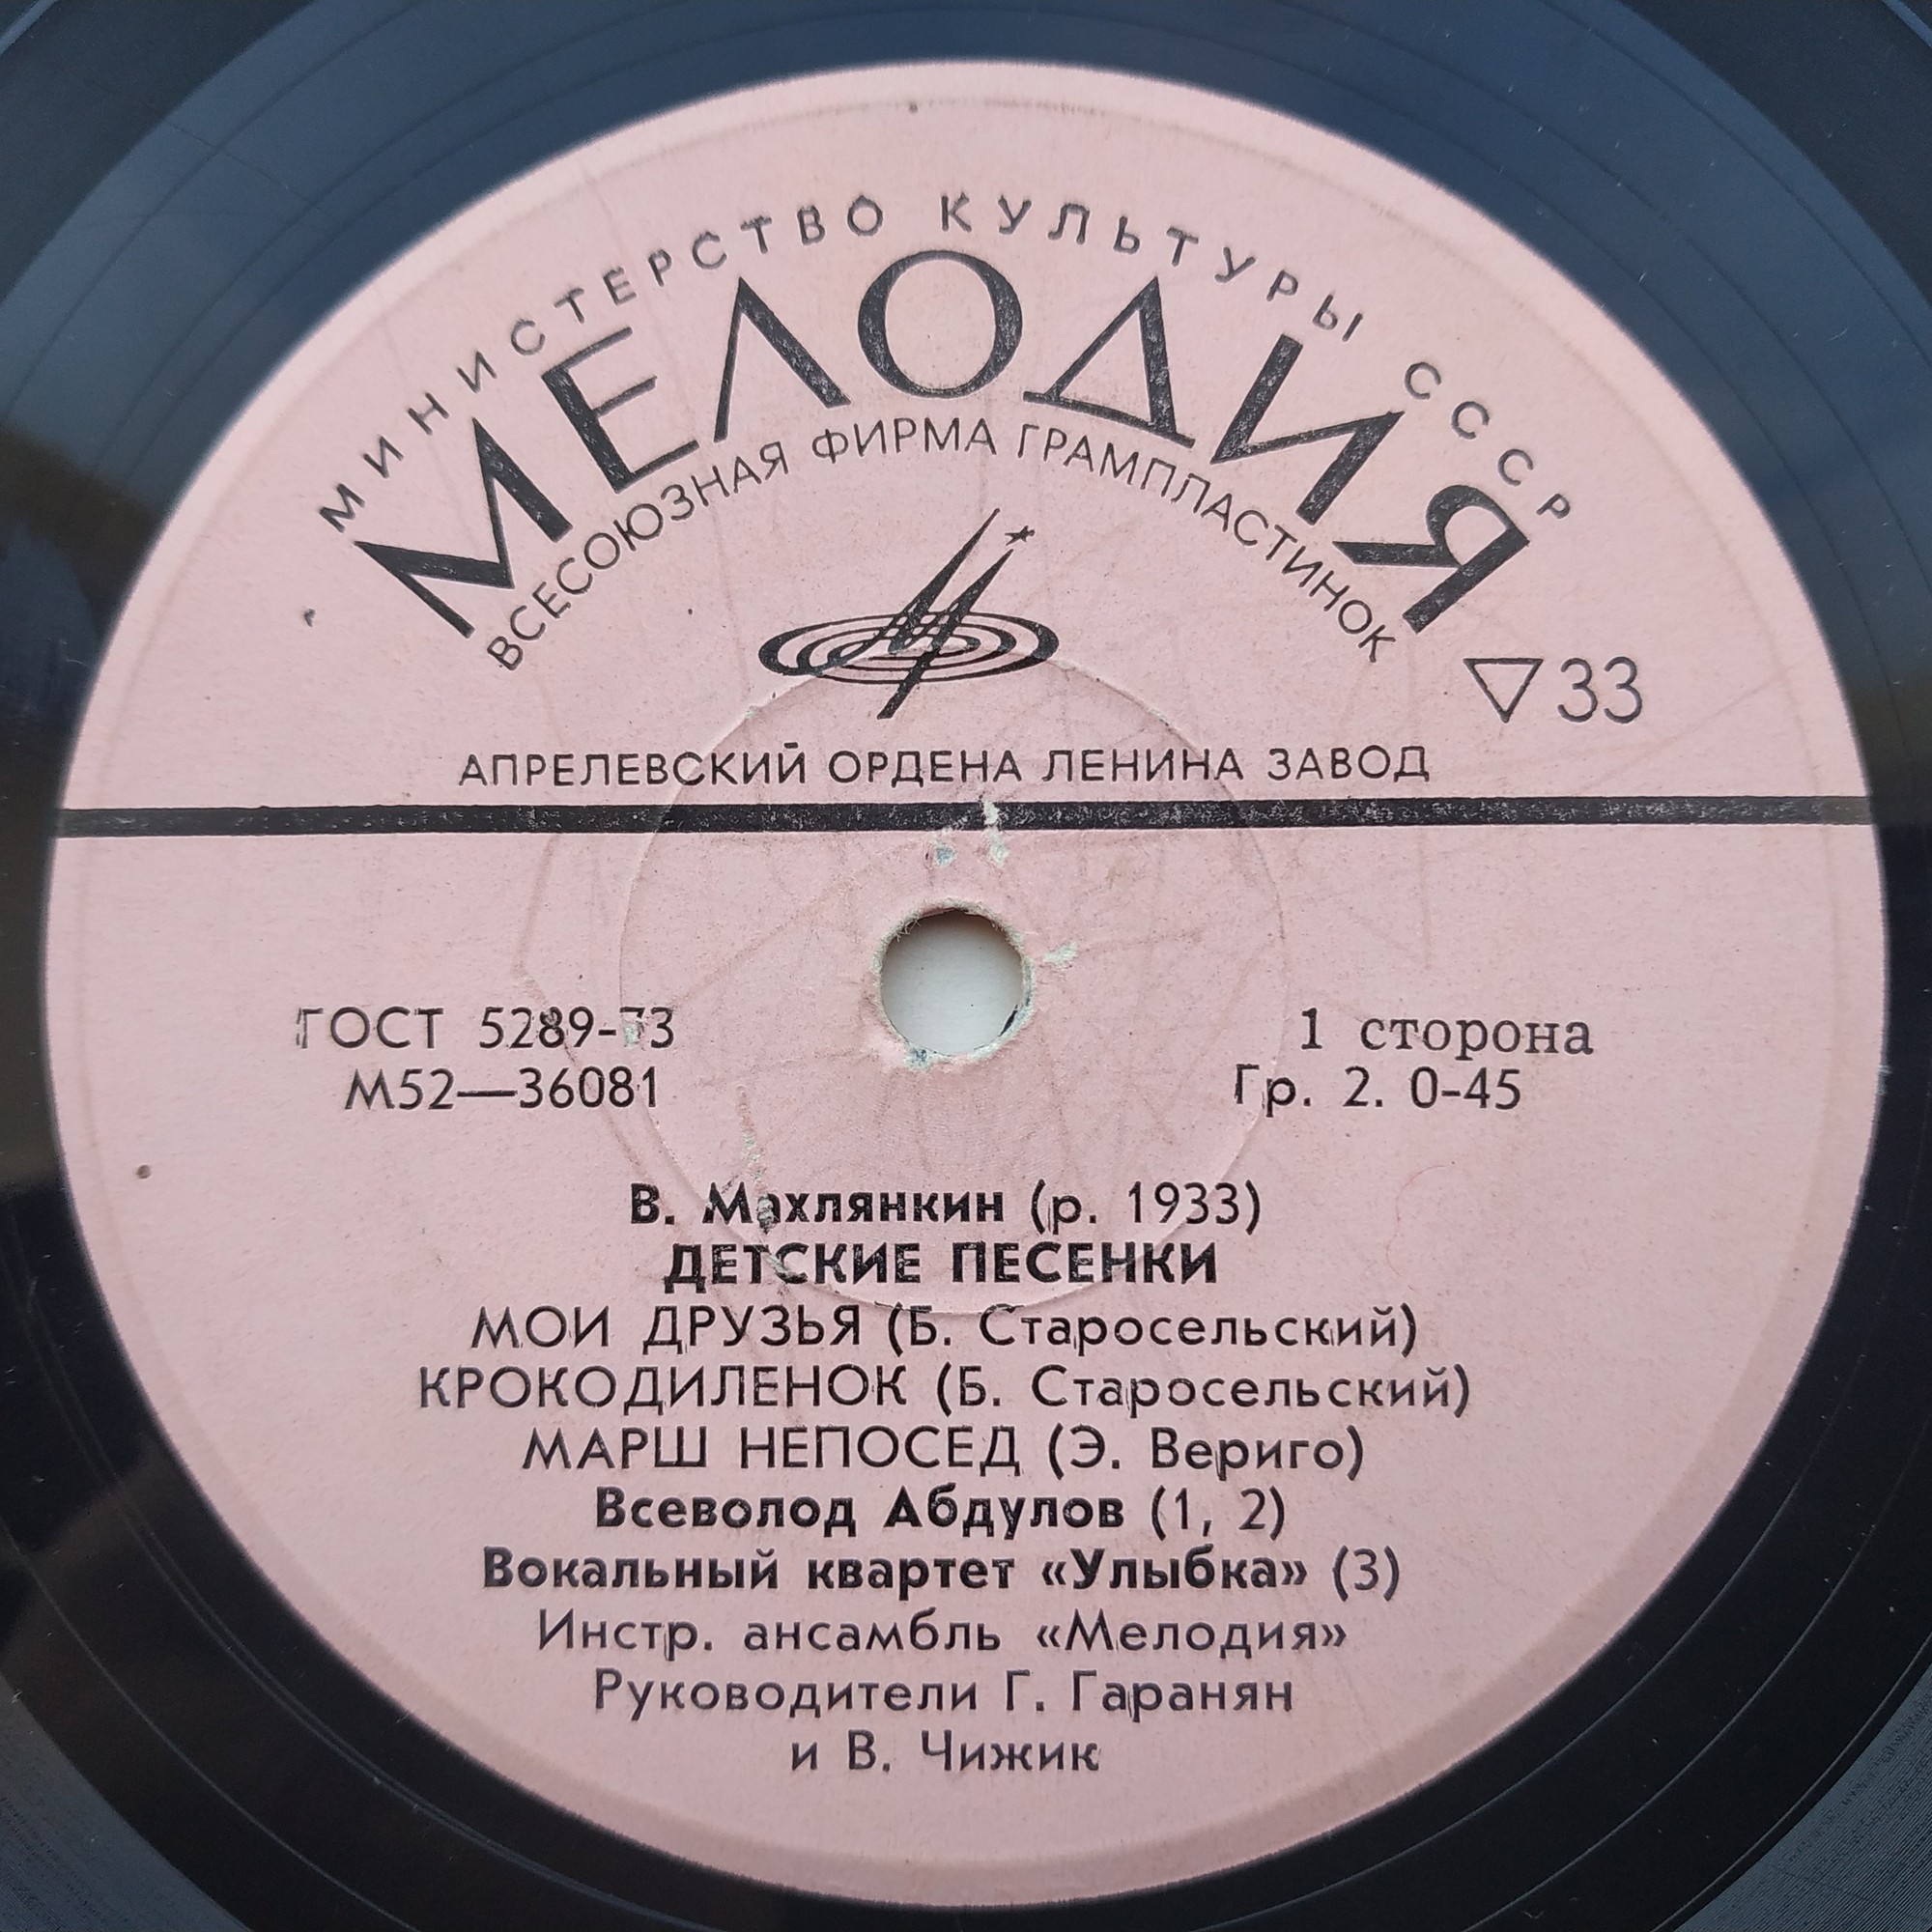 МИНИСТЕРСТВО КУЛЬТУРЫ СССР
МЕЛОДИЯ
ВСЕСОЮЗНАЯ ФИРМА ГРАМПЛАСТИНОК
33
АПРЕЛЕВСКИЙ ОРДЕНА ЛЕНИНА ЗАВОД
ГОСТ 5289-73
1 сторона
М52—36081
Гр. 2. 0-45
В. Махлянкин (р. 1933)
ДЕТСКИЕ ПЕСЕНКИ
МОИ ДРУЗЬЯ (Б. Старосельский)
КРОКОДИЛЕНОК (Б. Старосельский)
МАРШ НЕПОСЕД (Э. Вериго)
Всеволод Абдулов (1, 2)
Вокальный квартет «Улыбка» (3)
Инстр. ансамбль «Мелодия»
Руководители Г. Гаранян
и В. Чижик